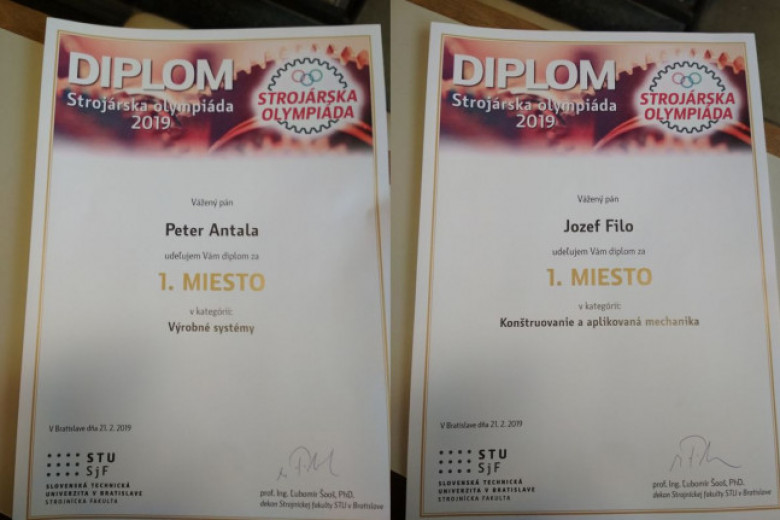 DIPLOM
Strojárska olympiáda
2019
STROJÁRSKA
OLYMPIÁDA
Vážený pán
Peter Antala
udeľujem Vám diplom za
1. MIESTO
v kategórii:
Výrobné systémy
V Bratislave dňa 21. 2. 2019
STU
SjF
SLOVENSKÁ TECHNICKÁ
UNIVERZITA V BRATISLAVE
STROJNÍCKA FAKULTA
prof. Ing. Ľubomír Šooš, PhD.
dekan Strojníckej fakulty STU v Bratislave
DIPLOM
Strojárska olympiáda
2019
STROJÁRSKA
OLYMPIÁDA
Vážený pán
Jozef Filo
udeľujem Vám diplom za
1. MIESTO
v kategórii:
Konštruovanie a aplikovaná mechanika
V Bratislave dňa 21. 2. 2019
STU
SjF
SLOVENSKÁ TECHNICKÁ
UNIVERZITA V BRATISLAVE
STROJNÍCKA FAKULTA
prof. Ing. Ľubomír Šooš, PhD.
dekan Strojníckej fakulty STU v Bratislave